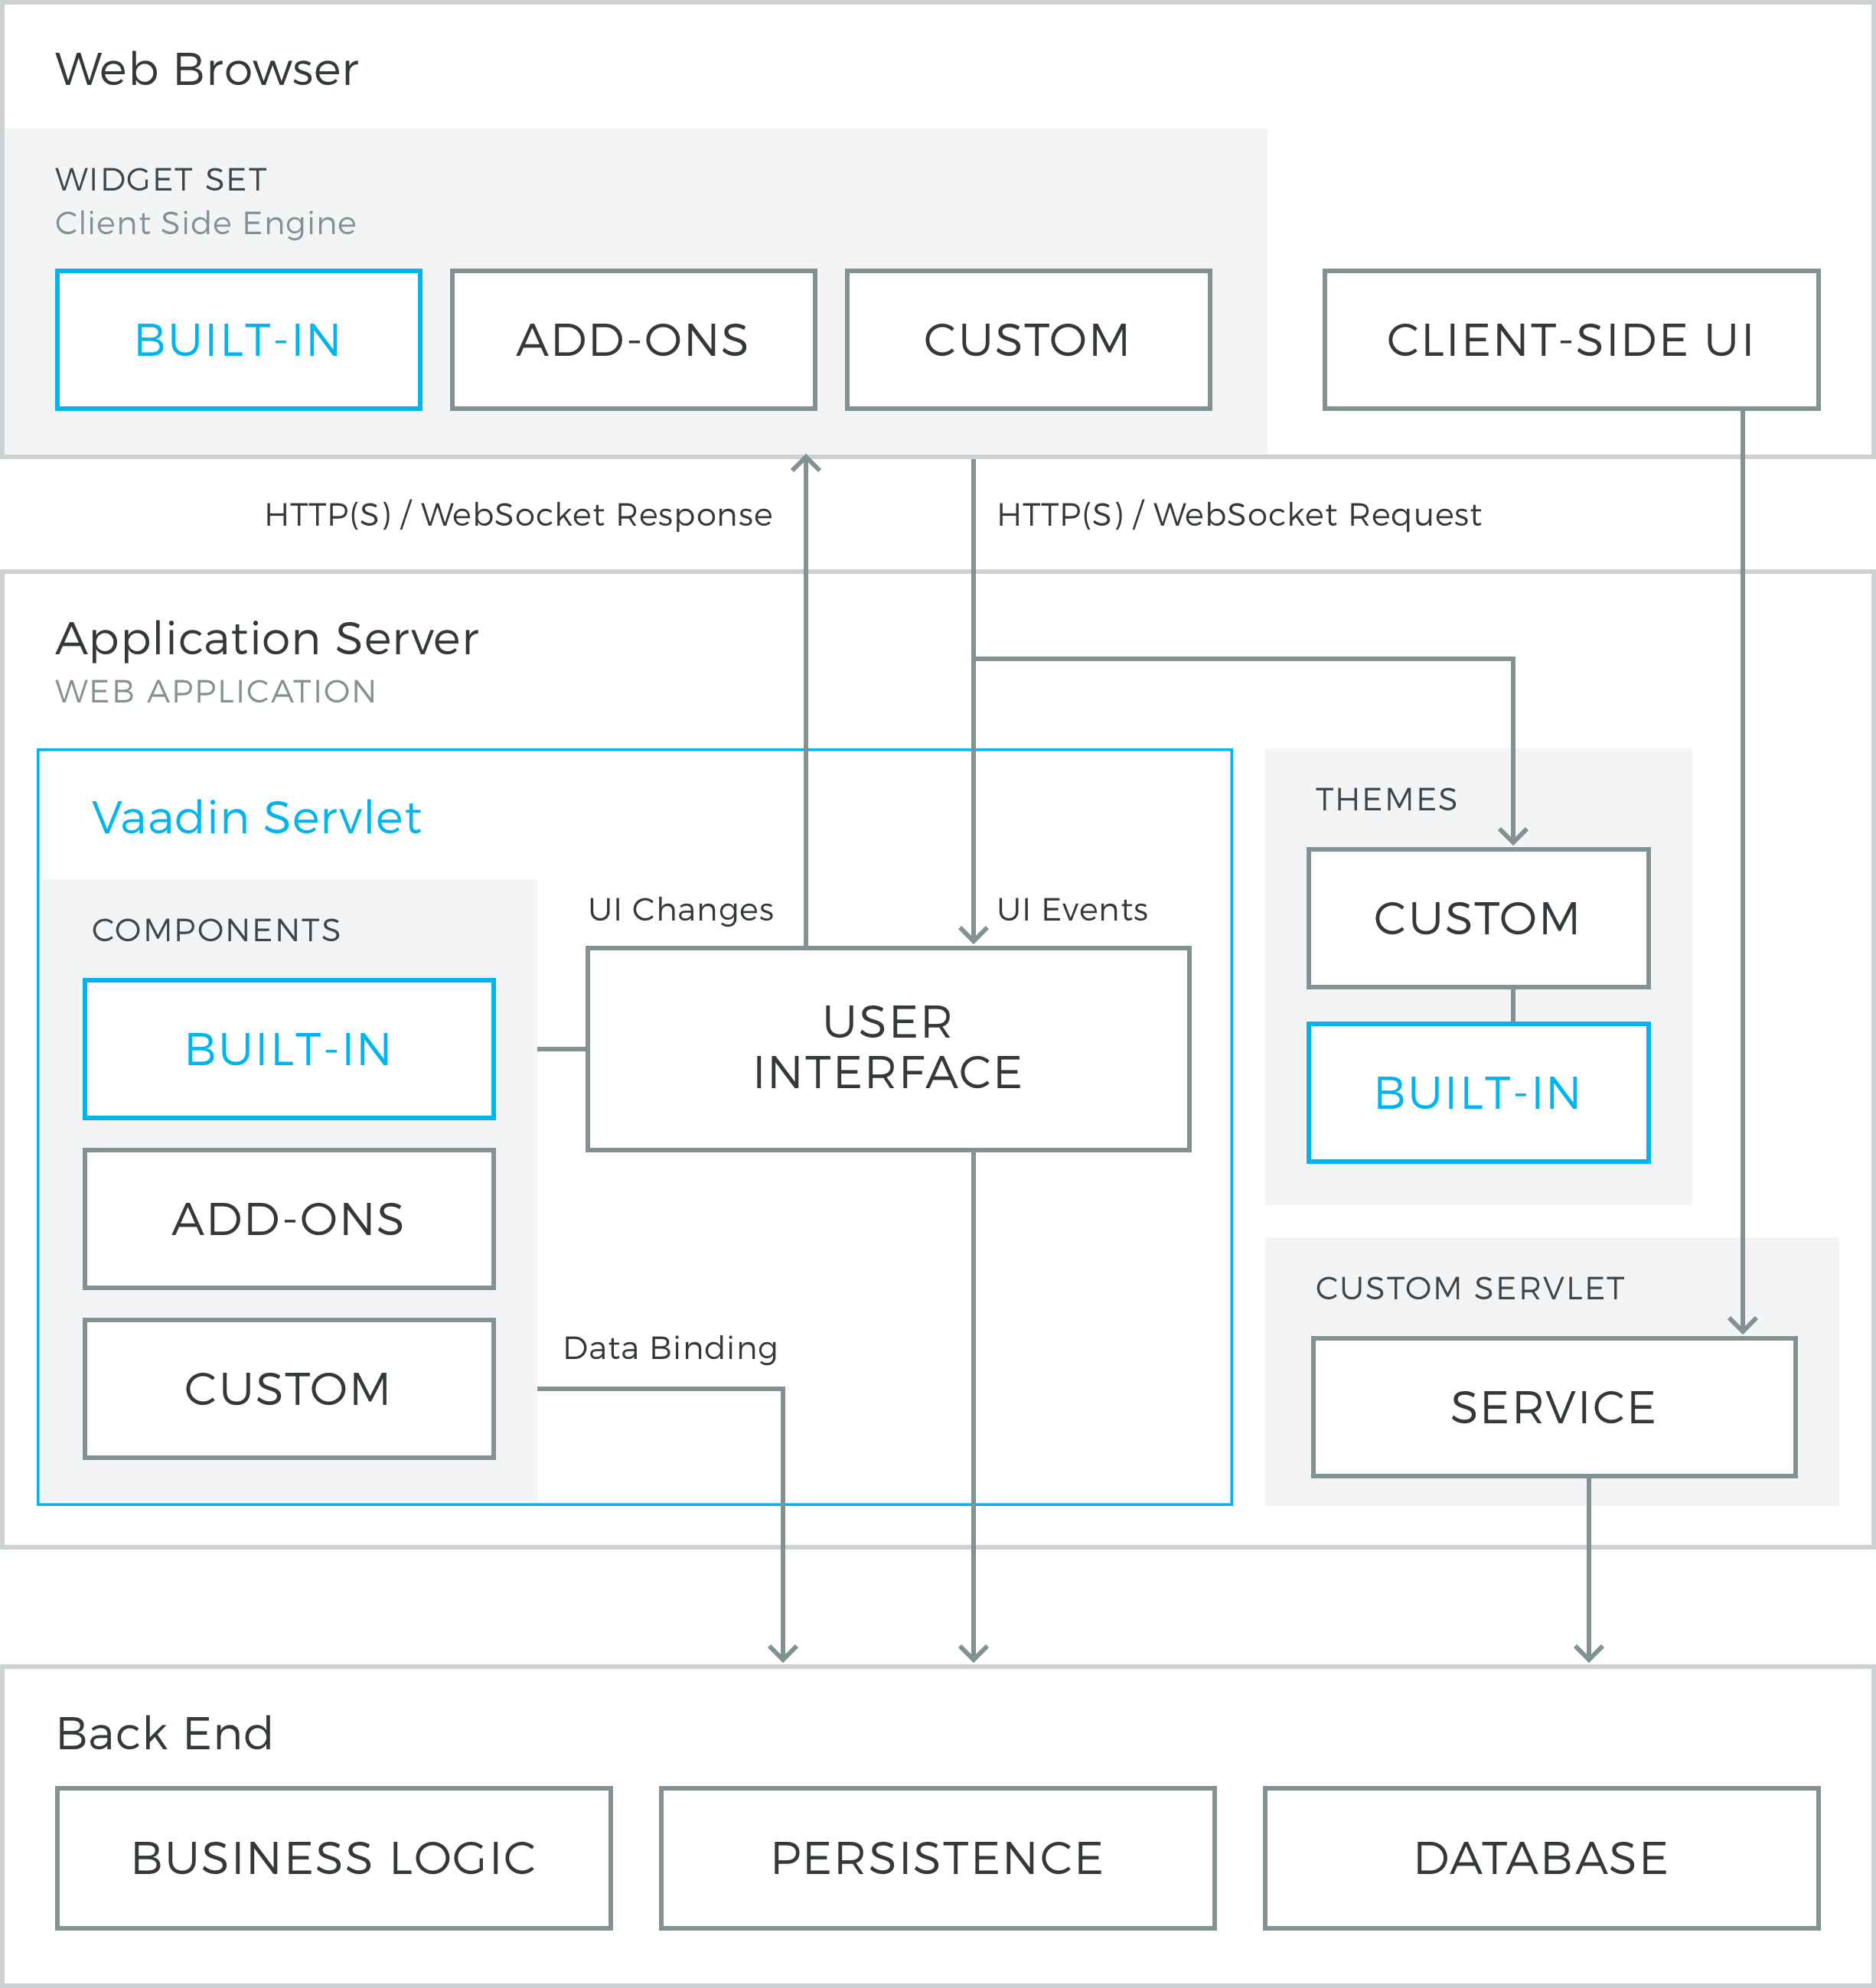 Web Browser
WIDGET SET
Client Side Engine
BUILT-IN
ADD-ONS
CUSTOM
CLIENT-SIDE UI
HTTP(S) / WebSocket Response
HTTP(S) / WebSocket Request
Application Server
WEB APPLICATION
Vaadin Servlet
COMPONENTS
BUILT-IN
ADD-ONS
CUSTOM
UI Changes
UI Events
USER
INTERFACE
Data Binding
THEMES
CUSTOM
BUILT-IN
CUSTOM SERVLET
SERVICE
Back End
BUSINESS LOGIC
PERSISTENCE
DATABASE